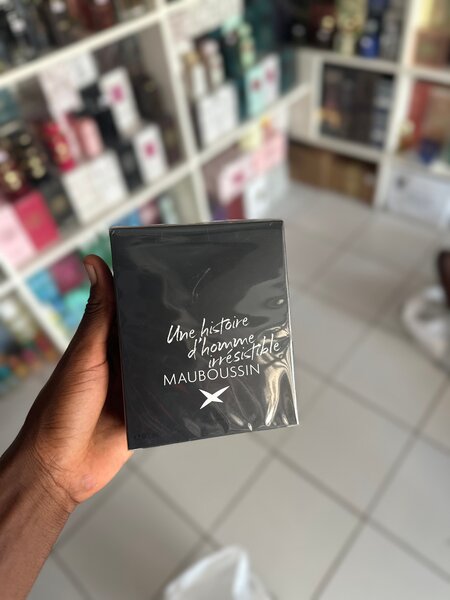 Une histoire
d'homme
irrésistible
MAUBOUSSIN